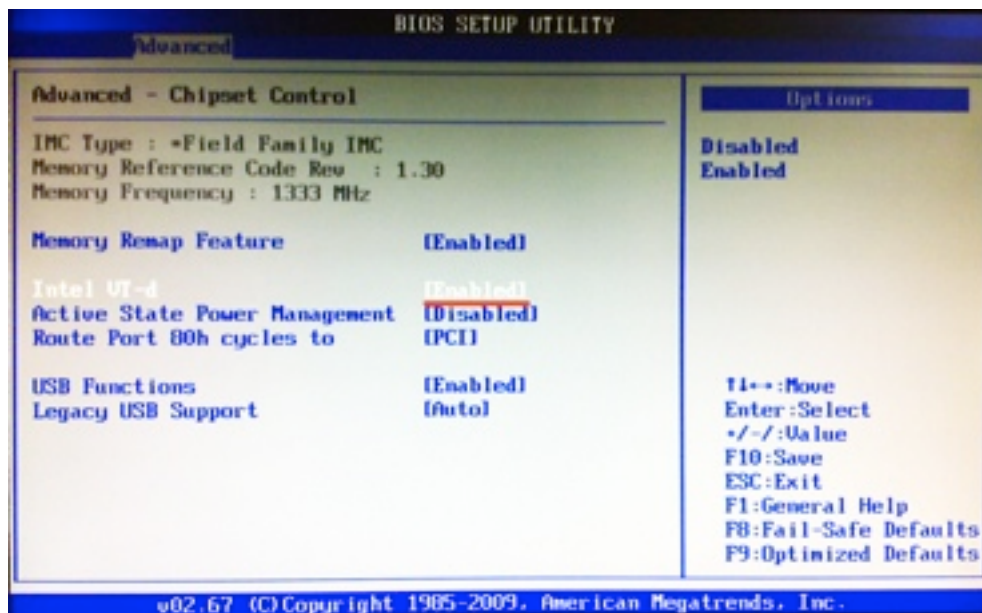 BIOS SETUP UTILITY
Advanced
Advanced - Chipset Control
IMC Type : *Field Family IMC
Memory Reference Code Rev : 1.30
Memory Frequency : 1333 MHz
Memory Remap Feature [Enabled]
Intel VT-d [Enabled]
Active State Power Management [Disabled]
Route Port 80h cycles to [PCI]
USB Functions [Enabled]
Legacy USB Support [Auto]
Options
Disabled
Enabled
↑↓←→:Move
Enter:Select
+/-/:Value
F10:Save
ESC:Exit
F1:General Help
F8:Fail-Safe Defaults
F9:Optimized Defaults
v02.67 (C)Copyright 1985-2009, American Megatrends, Inc.